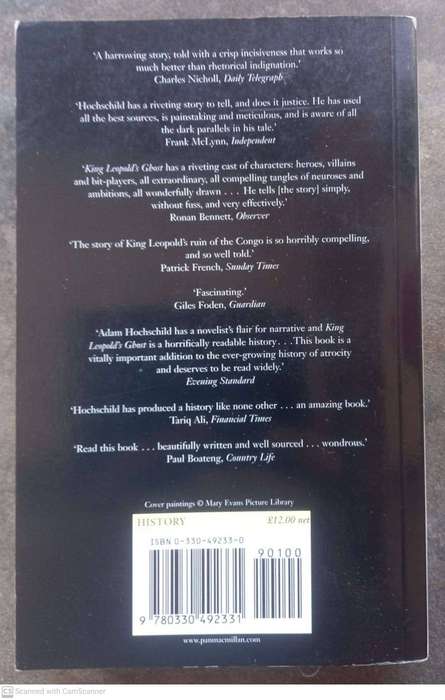 ‘A harrowing story, told with a crisp incisiveness that works so
much better than rhetorical indignation.’
Charles Nicholl, Daily Telegraph
‘Hochschild has a riveting story to tell, and does it justice. He has used
all the best sources, is painstaking and meticulous, and is aware of all
the dark parallels in his tale.’
Frank McLynn, Independent
‘King Leopold's Ghost has a riveting cast of characters: heroes, villains
and bit-players, all extraordinary, all compelling tangles of neuroses and
ambitions, all wonderfully drawn . . . He tells [the story] simply,
without fuss, and very effectively.’
Ronan Bennett, Observer
‘The story of King Leopold's ruin of the Congo is so horribly compelling,
and so well told.’
Patrick French, Sunday Times
‘Fascinating.’
Giles Foden, Guardian
‘Adam Hochschild has a novelist's flair for narrative and King
Leopold's Ghost is a horrifically readable history. . .This book is a
vitally important addition to the ever-growing history of atrocity
and deserves to be read widely.’
Evening Standard
‘Hochschild has produced a history like none other . . . an amazing book.’
Tariq Ali, Financial Times
‘Read this book . . . beautifully written and well sourced . . . wondrous.’
Paul Boateng, Country Life
Cover paintings © Mary Evans Picture Library
HISTORY £12.00 net
ISBN 0-330-49233-0
90100
9 780330 492331
www.panmacmillan.com
CS Scanned with CamScanner